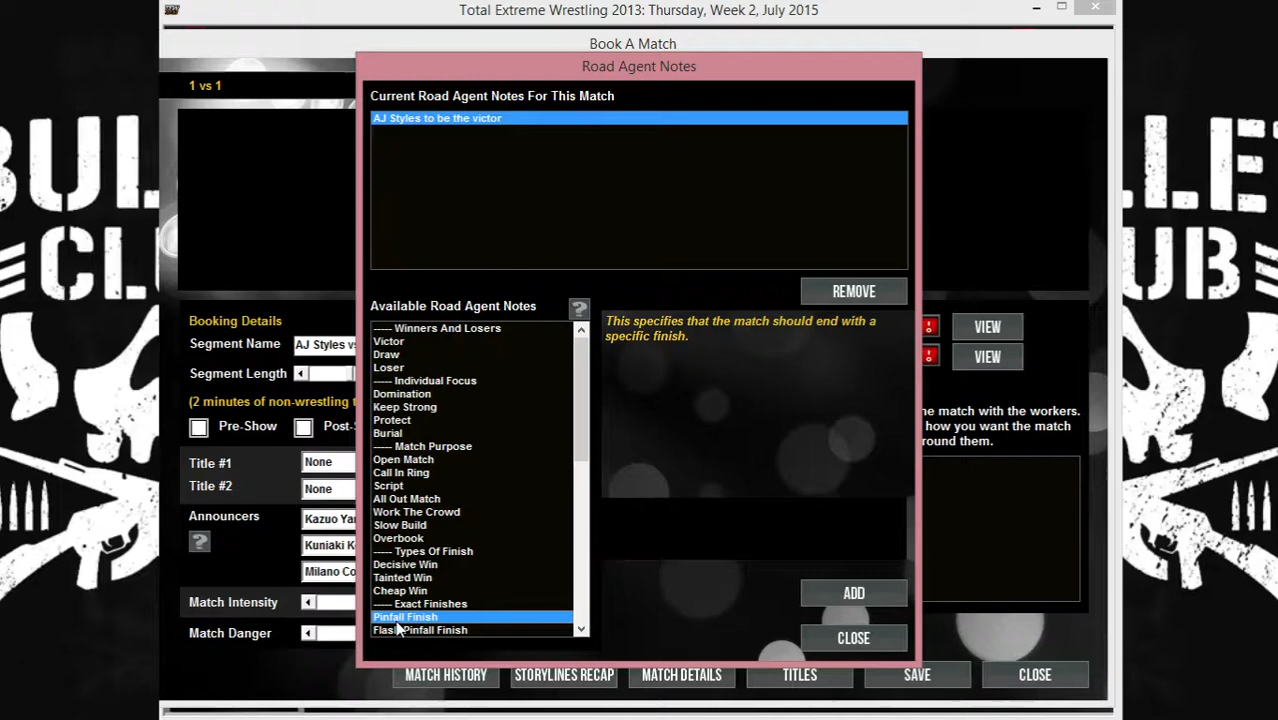 Total Extreme Wrestling 2013: Thursday, Week 2, July 2015
Book A Match
Road Agent Notes
1 vs 1
Current Road Agent Notes For This Match
AJ Styles to be the victor
REMOVE
Available Road Agent Notes
?
----- Winners And Losers
Victor
Draw
Loser
----- Individual Focus
Domination
Keep Strong
Protect
Burial
----- Match Purpose
Open Match
Call In Ring
Script
All Out Match
Work The Crowd
Slow Build
Overbook
----- Types Of Finish
Decisive Win
Tainted Win
Cheap Win
----- Exact Finishes
Pinfall Finish
Flash Pinfall Finish
This specifies that the match should end with a
specific finish.
ADD
CLOSE
Booking Details
Segment Name
AJ Styles vs
Segment Length
(2 minutes of non-wrestling
Pre-Show
Post-
Title #1
None
Title #2
None
Announcers
Kazuo Ya
?
Kuniaki K
Milano Co
Match Intensity
Match Danger
! VIEW
! VIEW
he match with the workers.
how you want the match
round them.
MATCH HISTORY
STORYLINES RECAP
MATCH DETAILS
TITLES
SAVE
CLOSE
BUL
CLUB
LLET
UB